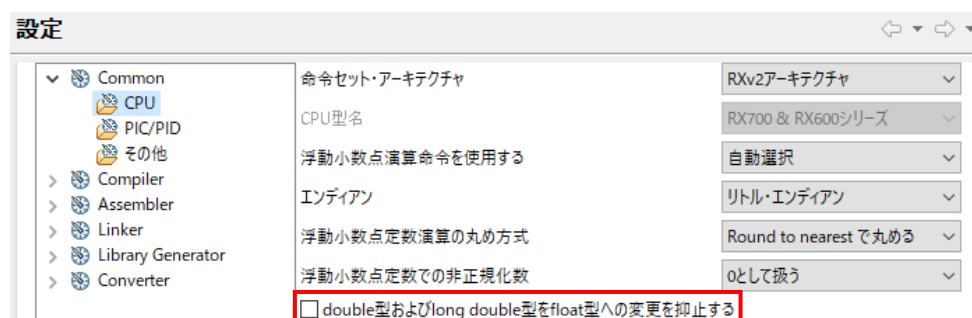 設定
Common
CPU
PIC/PID
その他
Compiler
Assembler
Linker
Library Generator
Converter
命令セット・アーキテクチャ RXv2アーキテクチャ
CPU型名 RX700 & RX600シリーズ
浮動小数点演算命令を使用する 自動選択
エンディアン リトル・エンディアン
浮動小数点定数演算の丸め方式 Round to nearest で丸める
浮動小数点定数での非正規化数 0として扱う
double型およびlong double型をfloat型への変更を抑止する